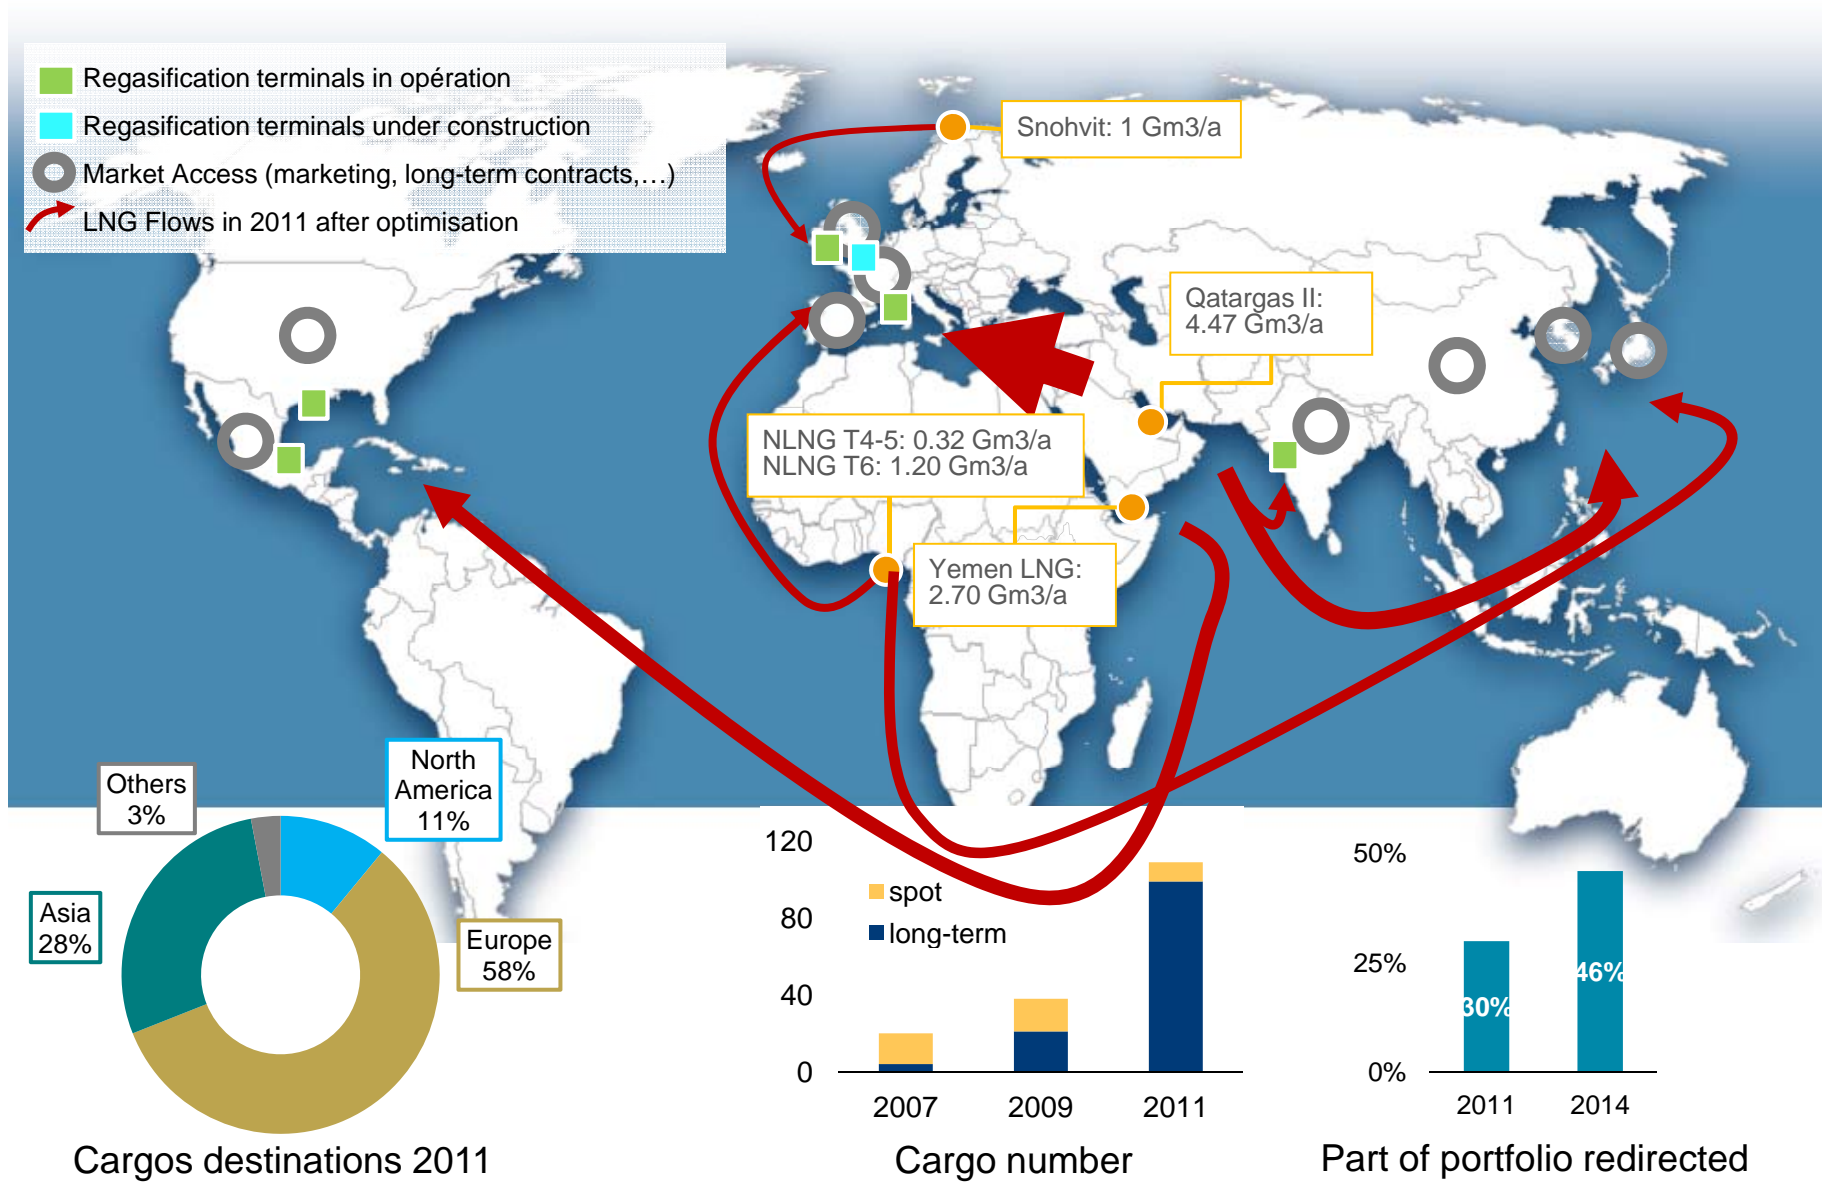 Regasification terminals in opération
Regasification terminals under construction
Market Access (marketing, long-term contracts,…)
LNG Flows in 2011 after optimisation
Snohvit: 1 Gm3/a
Qatargas II:
4.47 Gm3/a
NLNG T4-5: 0.32 Gm3/a
NLNG T6: 1.20 Gm3/a
Yemen LNG:
2.70 Gm3/a
North
America
11%
Others
3%
Asia
28%
Europe
58%
Cargos destinations 2011
120
80
40
0
spot
long-term
2007 2009 2011
Cargo number
50%
25%
0%
30%
46%
2011 2014
Part of portfolio redirected